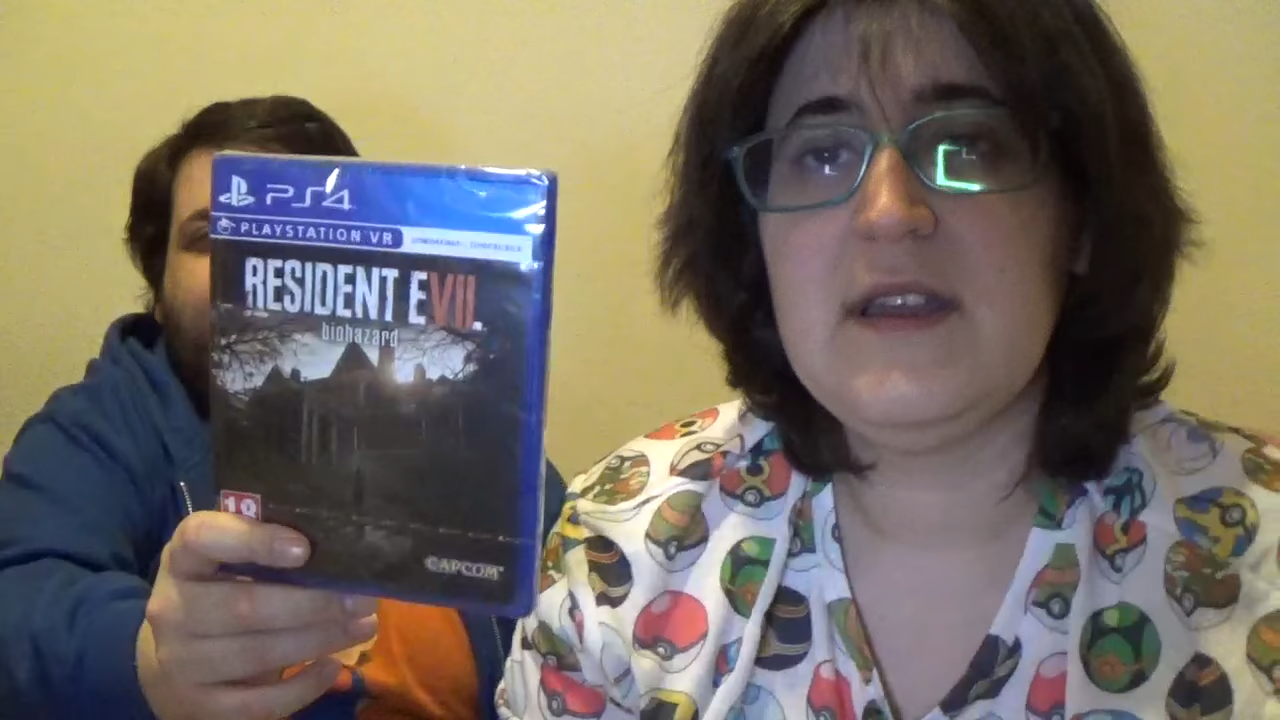 PS4
PLAYSTATION VR
RESIDENT EVII.
biohazard
18
CAPCOM